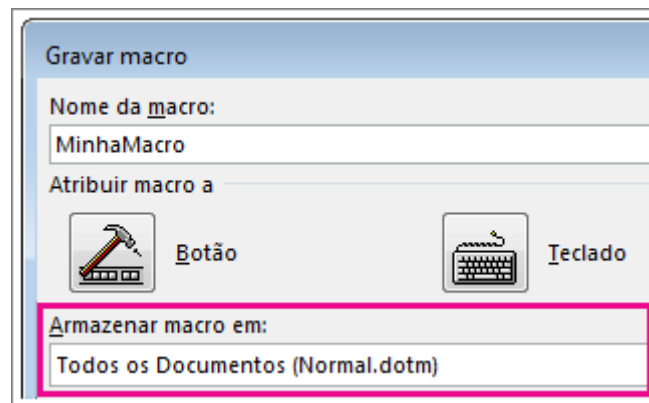 Gravar macro
Nome da macro:
MinhaMacro
Atribuir macro a
Botão
Teclado
Armazenar macro em:
Todos os Documentos (Normal.dotm)